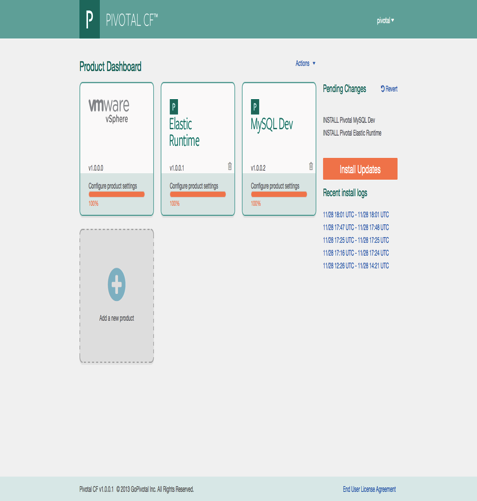 P PIVOTAL CF™
pivotal
Product Dashboard
Actions
vmware
vSphere
v1.0.0.0
Configure product settings
100%
P
Elastic
Runtime
v1.0.0.1
Configure product settings
100%
P
MySQL Dev
v1.0.0.2
Configure product settings
100%
Add a new product
Pending Changes
Revert
INSTALL Pivotal MySQL Dev
INSTALL Pivotal Elastic Runtime
Install Updates
Recent install logs
11/28 18:01 UTC - 11/28 18:01 UTC
11/28 17:47 UTC - 11/28 17:48 UTC
11/28 17:25 UTC - 11/28 17:25 UTC
11/28 17:16 UTC - 11/28 17:24 UTC
11/28 12:26 UTC - 11/28 14:21 UTC
Pivotal CF v1.0.0.1 © 2013 GoPivotal Inc. All Rights Reserved.
End User License Agreement